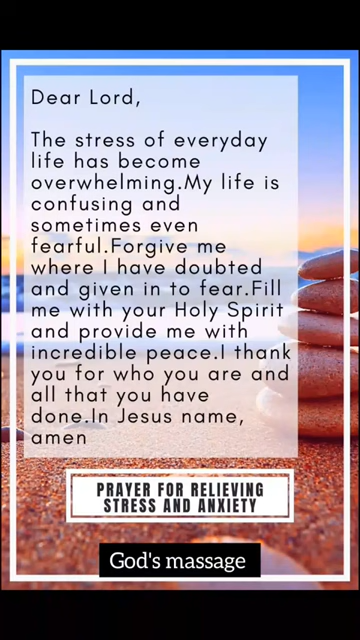 Dear Lord,
The stress of everyday
life has become
overwhelming.My life is
confusing and
sometimes even
fearful.Forgive me
where I have doubted
and given in to fear.Fill
me with your Holy Spirit
and provide me with
incredible peace.I thank
you for who you are and
all that you have
done.In Jesus name,
amen
PRAYER FOR RELIEVING
STRESS AND ANXIETY
God's massage